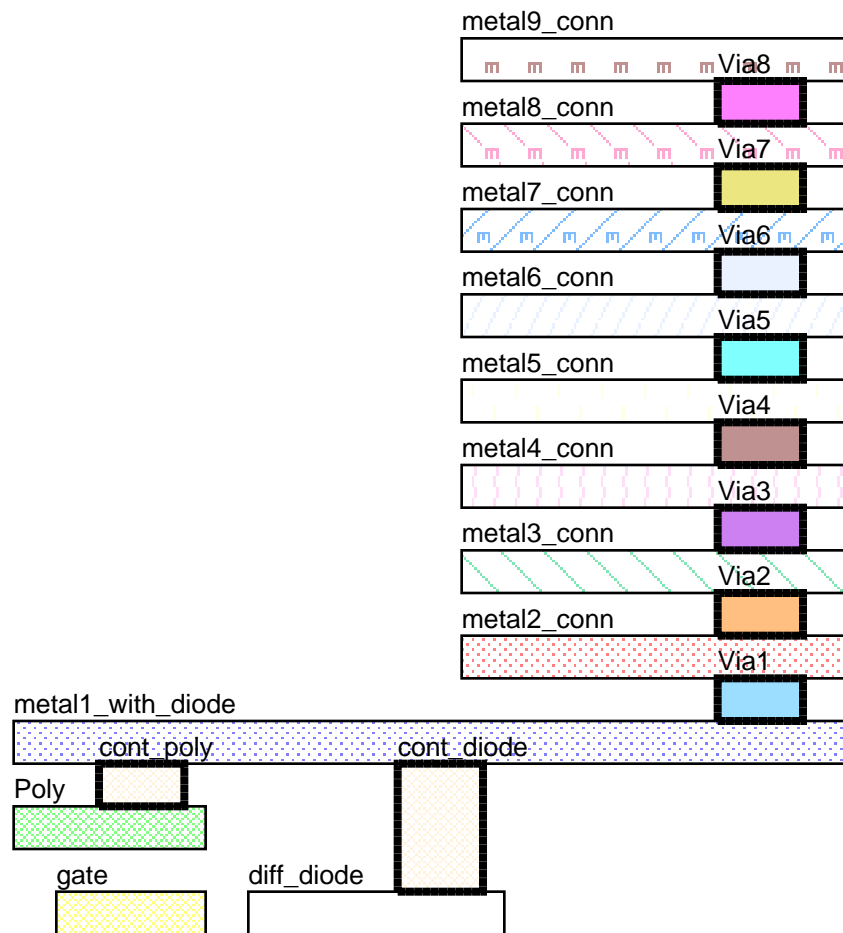 metal9_conn
Via8
metal8_conn
Via7
metal7_conn
Via6
metal6_conn
Via5
metal5_conn
Via4
metal4_conn
Via3
metal3_conn
Via2
metal2_conn
Via1
metal1_with_diode
cont_poly cont_diode
Poly
gate diff_diode